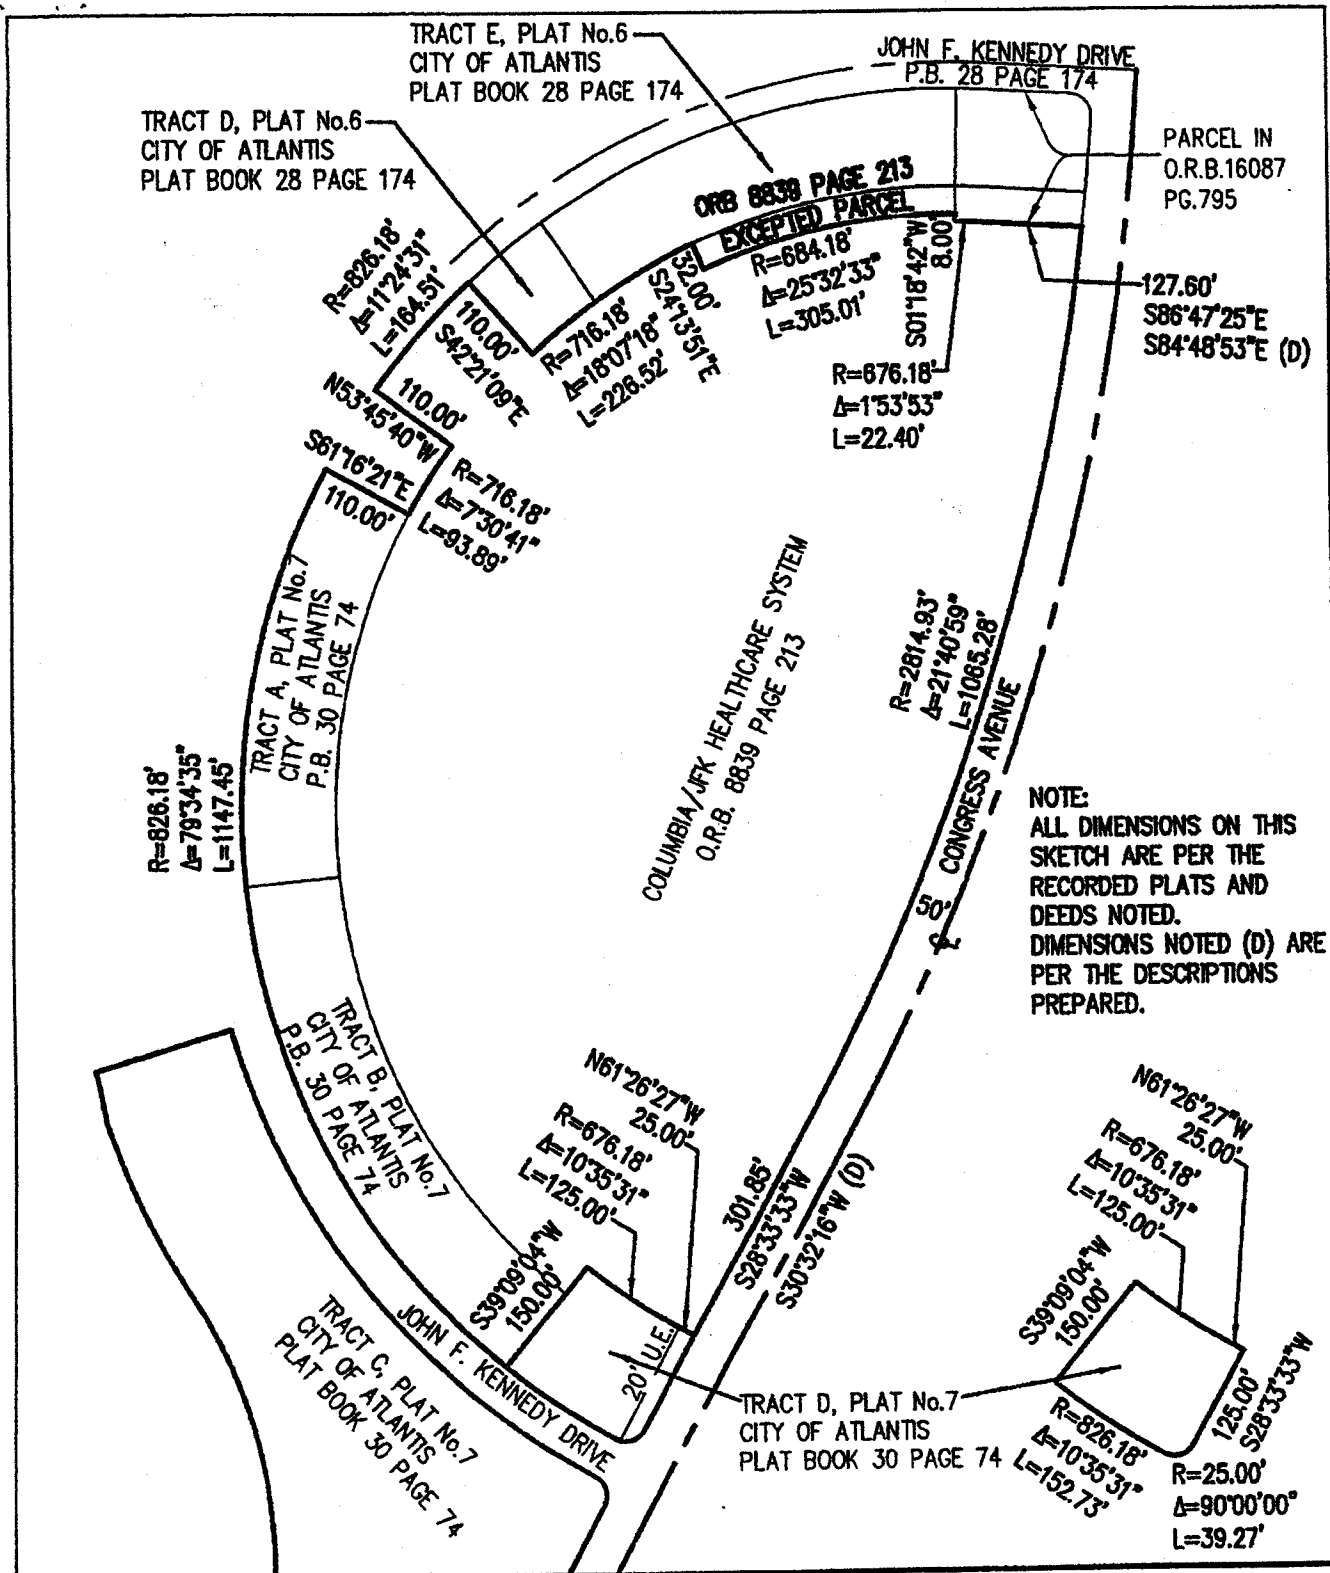 TRACT E, PLAT No.6
CITY OF ATLANTIS
PLAT BOOK 28 PAGE 174
JOHN F. KENNEDY DRIVE
P.B. 28 PAGE 174
TRACT D, PLAT No.6
CITY OF ATLANTIS
PLAT BOOK 28 PAGE 174
PARCEL IN
O.R.B.16087
PG.795
ORB 8839 PAGE 213
EXCEPTED PARCEL
R=684.18'
Δ=25°32'33"
L=305.01'
S01°18'42"W
8.00'
127.60'
S86°47'25"E
S84°48'53"E (D)
R=826.18'
Δ=11°24'31"
L=164.51'
110.00'
S42°21'09"E
32.00'
S24°13'51"E
R=716.18'
Δ=18°07'18"
L=226.52'
R=676.18'
Δ=1°53'53"
L=22.40'
110.00'
N53°45'40"W
S61°16'21"E
110.00'
R=716.18'
Δ=7°30'41"
L=93.89'
TRACT A, PLAT No.7
CITY OF ATLANTIS
P.B. 30 PAGE 74
COLUMBIA/JFK HEALTHCARE SYSTEM
O.R.B. 8839 PAGE 213
R=2814.93'
Δ=21°40'59"
L=1065.28'
CONGRESS AVENUE
50'
R=826.18'
Δ=79°34'35"
L=1147.45'
NOTE:
ALL DIMENSIONS ON THIS
SKETCH ARE PER THE
RECORDED PLATS AND
DEEDS NOTED.
DIMENSIONS NOTED (D) ARE
PER THE DESCRIPTIONS
PREPARED.
TRACT B, PLAT No.7
CITY OF ATLANTIS
P.B. 30 PAGE 74
N61°26'27"W
25.00'
R=676.18'
Δ=10°35'31"
L=125.00'
S39°09'04"W
150.00'
301.85'
S28°33'33"W
S30°32'16"W (D)
20' U.E.
JOHN F. KENNEDY DRIVE
TRACT C, PLAT No.7
CITY OF ATLANTIS
PLAT BOOK 30 PAGE 74
TRACT D, PLAT No.7
CITY OF ATLANTIS
PLAT BOOK 30 PAGE 74
N61°26'27"W
25.00'
R=676.18'
Δ=10°35'31"
L=125.00'
S39°09'04"W
150.00'
125.00'
S28°33'33"W
R=826.18'
Δ=10°35'31"
L=152.73'
R=25.00'
Δ=90°00'00"
L=39.27'